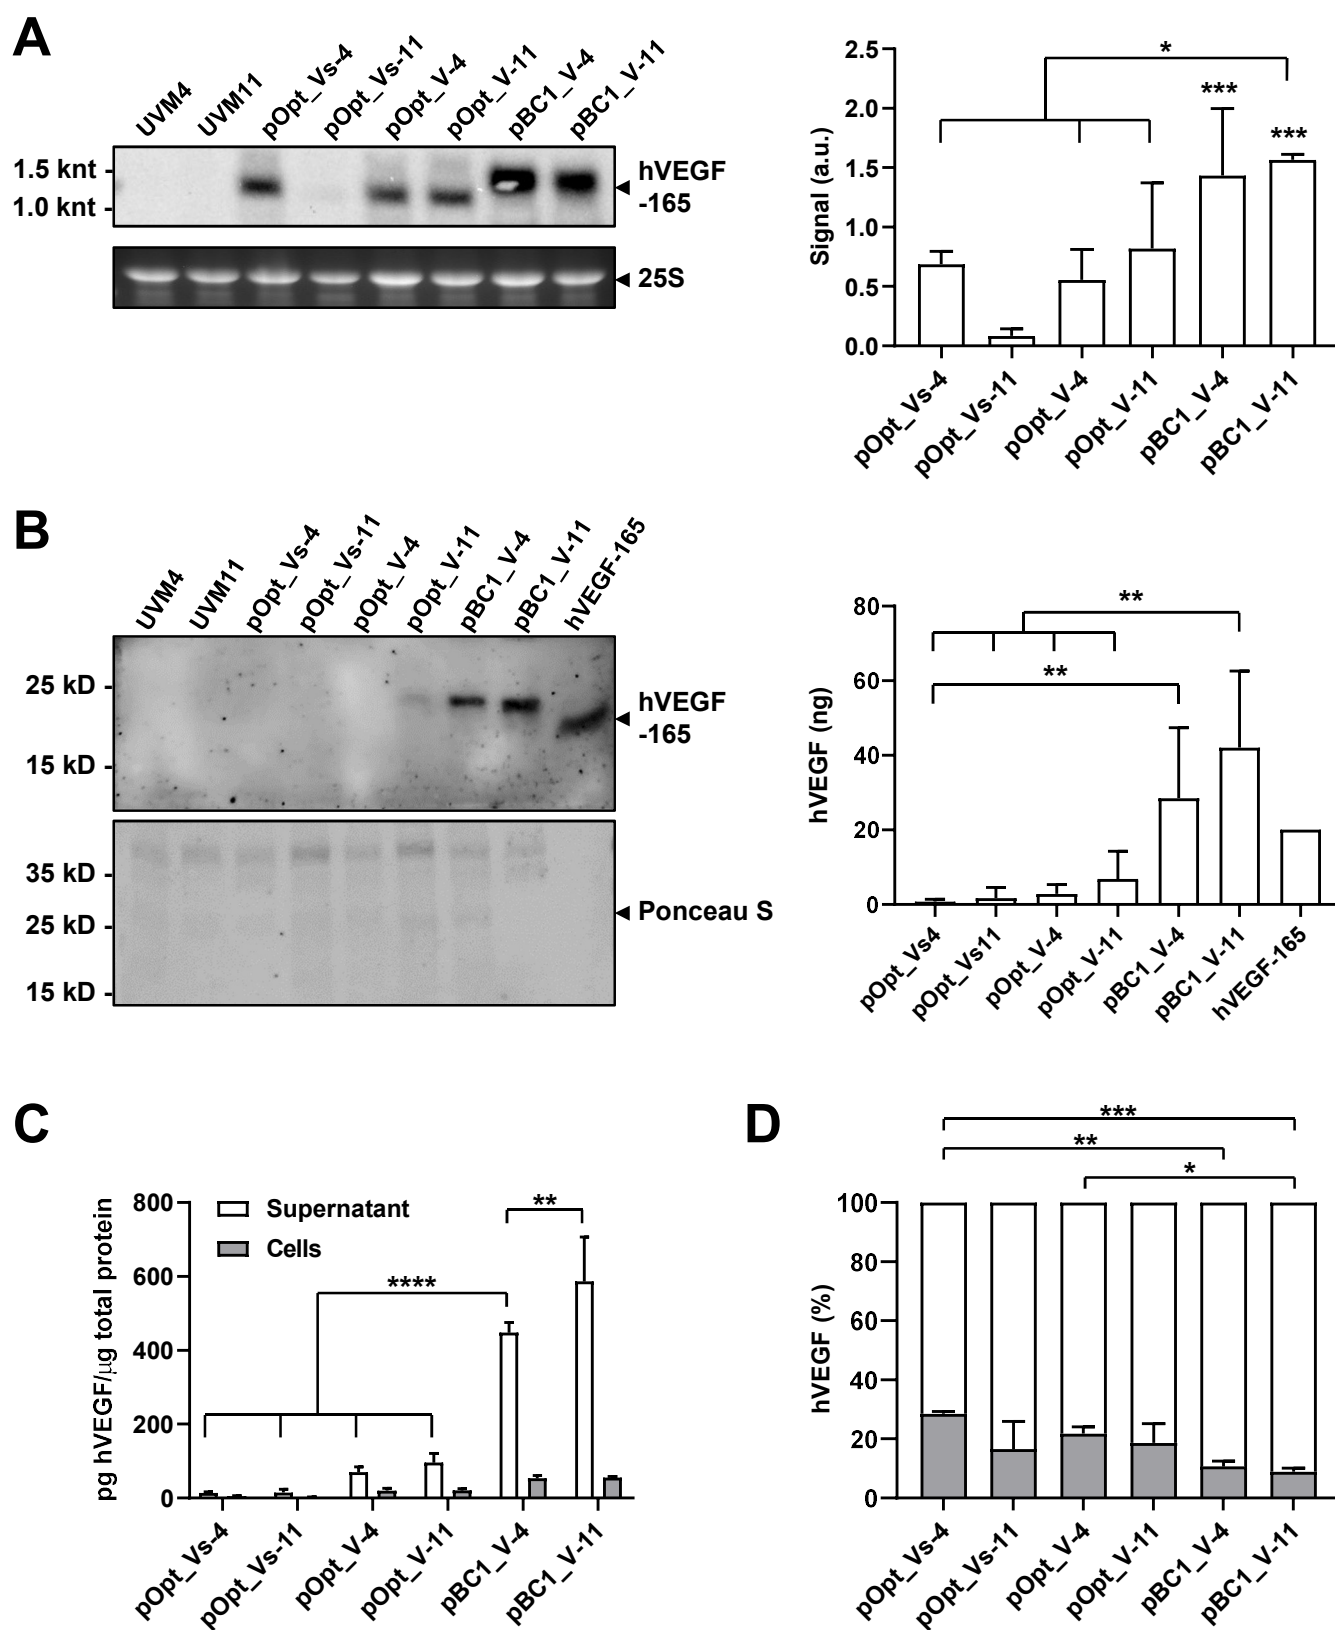 A
UVM4
UVM11
pOpt_Vs-4
pOpt_Vs-11
pOpt_V-4
pOpt_V-11
pBC1_V-4
pBC1_V-11
1.5 knt
1.0 knt
hVEGF
-165
25S
Signal (a.u.)
2.5
2.0
1.5
1.0
0.5
0.0
*
***
***
pOpt_Vs-4
pOpt_Vs-11
pOpt_V-4
pOpt_V-11
pBC1_V-4
pBC1_V-11
B
UVM4
UVM11
pOpt_Vs-4
pOpt_Vs-11
pOpt_V-4
pOpt_V-11
pBC1_V-4
pBC1_V-11
hVEGF-165
25 kD
15 kD
hVEGF
-165
35 kD
25 kD
15 kD
Ponceau S
hVEGF (ng)
80
60
40
20
0
**
**
pOpt_Vs4
pOpt_Vs11
pOpt_V-4
pOpt_V-11
pBC1_V-4
pBC1_V-11
hVEGF-165
C
pg hVEGF/µg total protein
800
600
400
200
0
Supernatant
Cells
**
****
pOpt_Vs-4
pOpt_Vs-11
pOpt_V-4
pOpt_V-11
pBC1_V-4
pBC1_V-11
D
***
**
*
hVEGF (%)
100
80
60
40
20
0
pOpt_Vs-4
pOpt_Vs-11
pOpt_V-4
pOpt_V-11
pBC1_V-4
pBC1_V-11